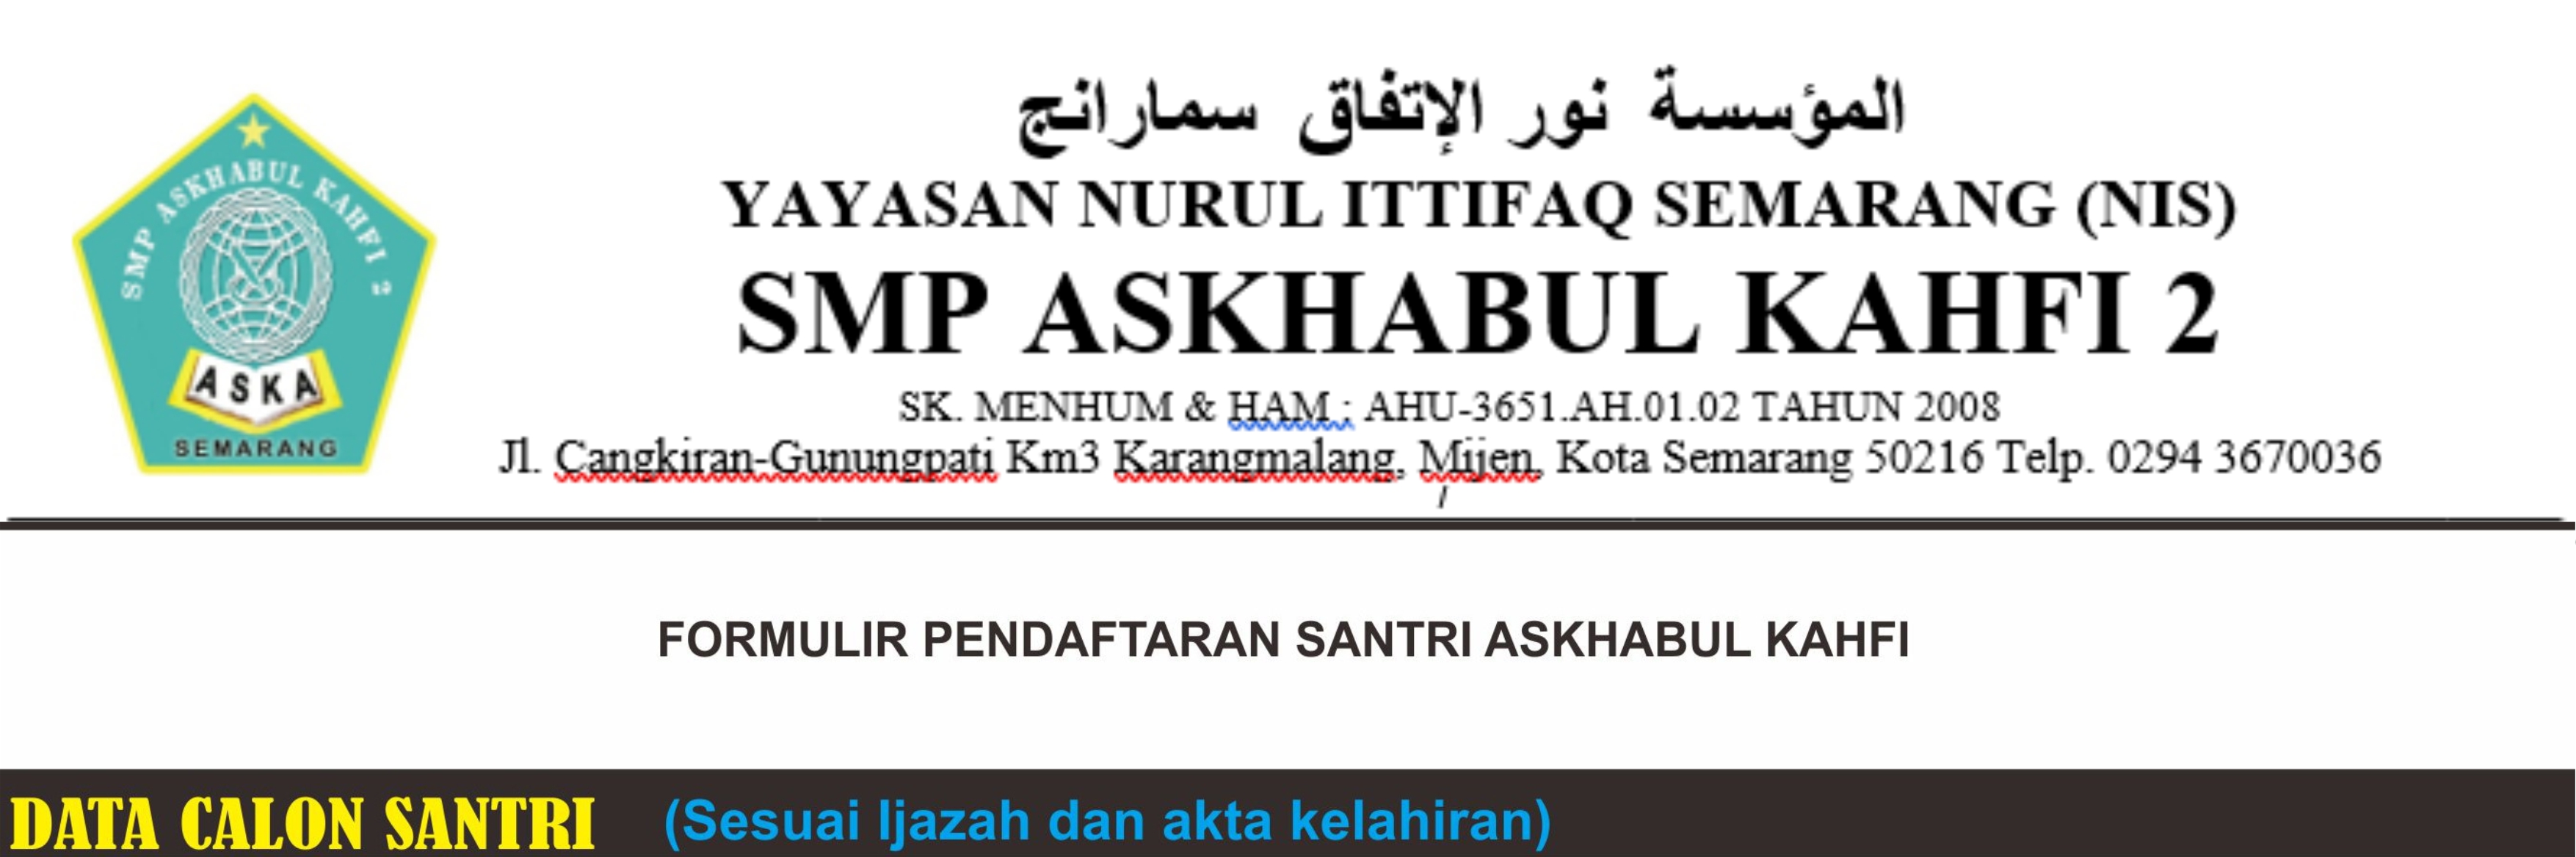 المؤسسة نور الإتفاق سمارانج
YAYASAN NURUL ITTIFAQ SEMARANG (NIS)
SMP ASKHABUL KAHFI 2
SK. MENHUM & HAM : AHU-3651.AH.01.02 TAHUN 2008
Jl. Cangkiran-Gunungpati Km3 Karangmalang, Mijen, Kota Semarang 50216 Telp. 0294 3670036
/
SMP ASKHABUL KAHFI 2
ASKA
SEMARANG
FORMULIR PENDAFTARAN SANTRI ASKHABUL KAHFI
DATA CALON SANTRI (Sesuai Ijazah dan akta kelahiran)